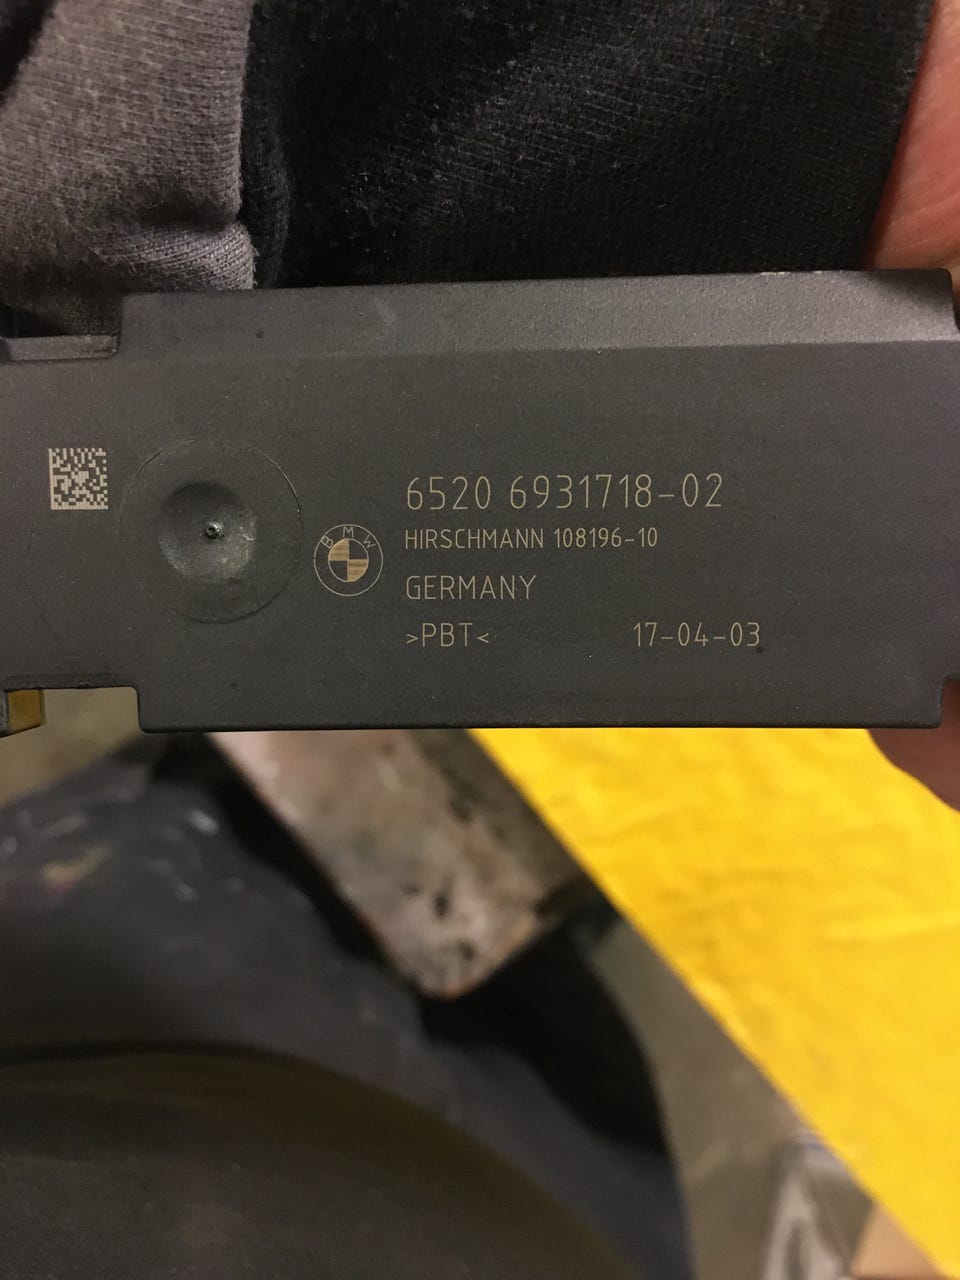 6520 6931718-02
BMW
HIRSCHMANN 108196-10
GERMANY
>PBT<
17-04-03